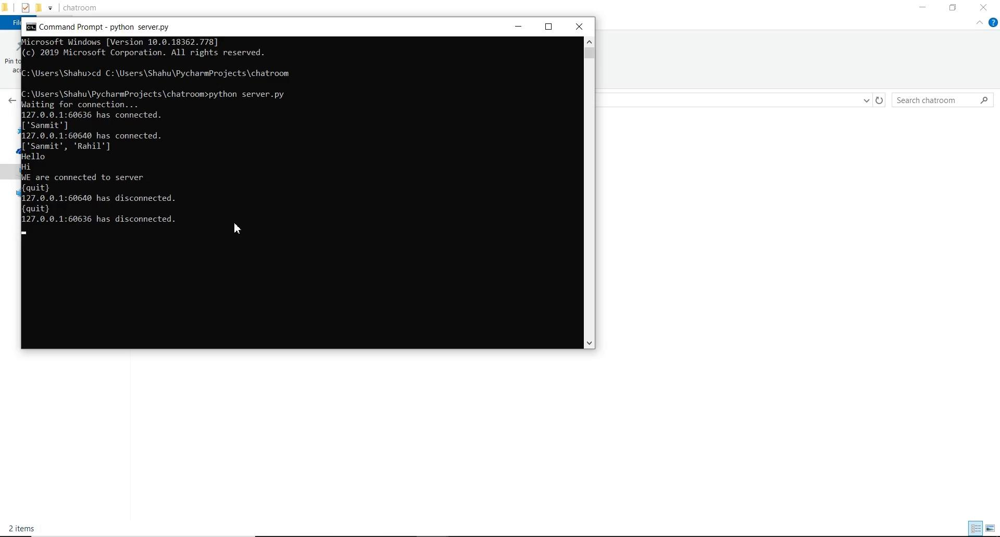 chatroom
File
Command Prompt - python  server.py
Microsoft Windows [Version 10.0.18362.778]
(c) 2019 Microsoft Corporation. All rights reserved.
Pin to
C:\Users\Shahu>cd C:\Users\Shahu\PycharmProjects\chatroom
C:\Users\Shahu\PycharmProjects\chatroom>python server.py
Search chatroom
Waiting for connection...
127.0.0.1:60636 has connected.
['Sanmit']
127.0.0.1:60640 has connected.
['Sanmit', 'Rahil']
Hello
Hi
WE are connected to server
{quit}
127.0.0.1:60640 has disconnected.
{quit}
127.0.0.1:60636 has disconnected.
2 items